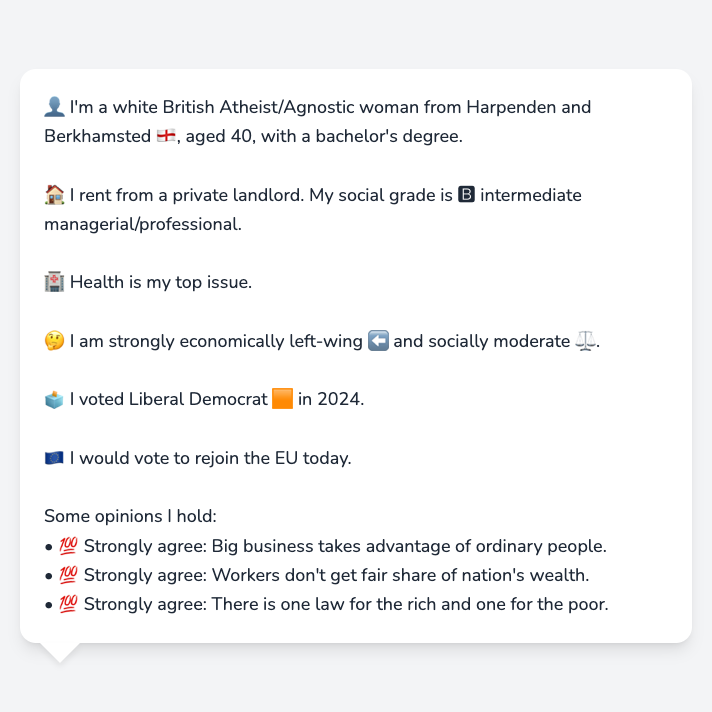 👤 I'm a white British Atheist/Agnostic woman from Harpenden and
Berkhamsted 🏴󠁧󠁢󠁥󠁮󠁧󠁿, aged 40, with a bachelor's degree.
🏠 I rent from a private landlord. My social grade is 🅱 intermediate
managerial/professional.
🏥 Health is my top issue.
🤔 I am strongly economically left-wing ⬅️ and socially moderate ⚖️.
🗳️ I voted Liberal Democrat 🟧 in 2024.
🇪🇺 I would vote to rejoin the EU today.
Some opinions I hold:
• 💯 Strongly agree: Big business takes advantage of ordinary people.
• 💯 Strongly agree: Workers don't get fair share of nation's wealth.
• 💯 Strongly agree: There is one law for the rich and one for the poor.